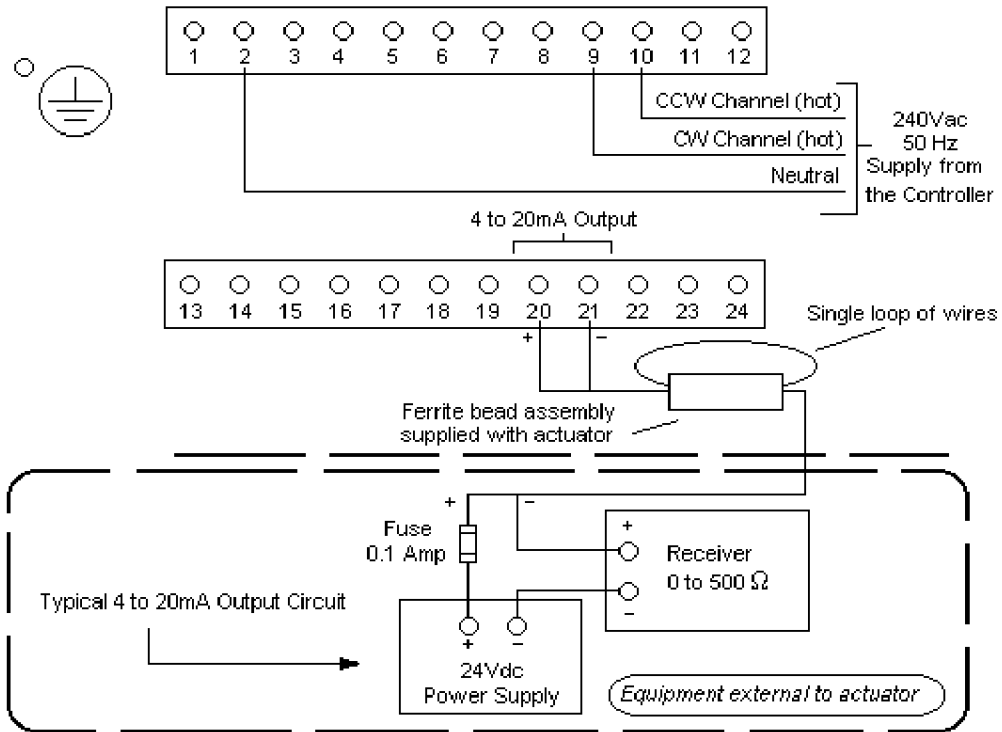 1 2 3 4 5 6 7 8 9 10 11 12
CCW Channel (hot)
CW Channel (hot)
Neutral
240Vac
50 Hz
Supply from
the Controller
4 to 20mA Output
13 14 15 16 17 18 19 20 21 22 23 24
+ −
Single loop of wires
Ferrite bead assembly
supplied with actuator
+ −
Fuse
0.1 Amp
+
Receiver
0 to 500 Ω
−
Typical 4 to 20mA Output Circuit
+ −
24Vdc
Power Supply
Equipment external to actuator